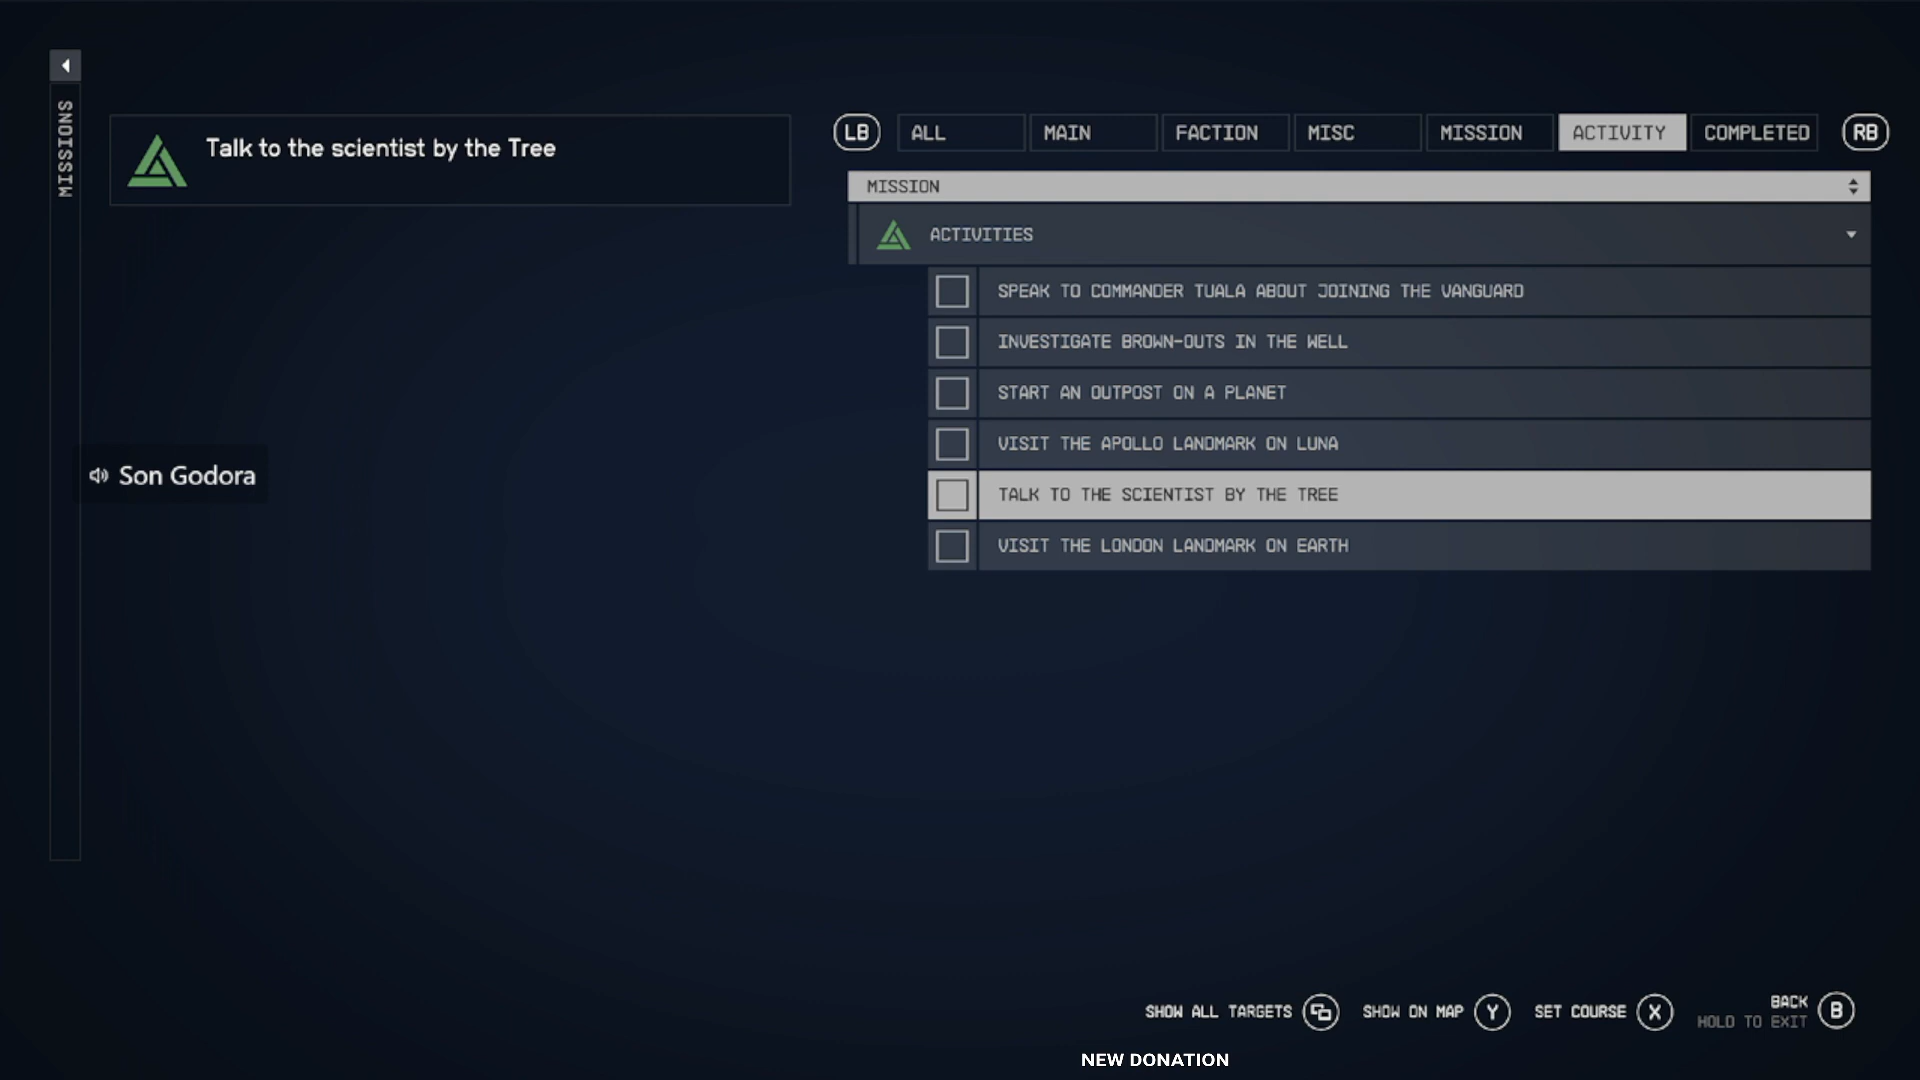 MISSIONS
Talk to the scientist by the Tree
LB ALL MAIN FACTION MISC MISSION ACTIVITY COMPLETED RB
MISSION
ACTIVITIES
SPEAK TO COMMANDER TUALA ABOUT JOINING THE VANGUARD
INVESTIGATE BROWN-OUTS IN THE WELL
START AN OUTPOST ON A PLANET
VISIT THE APOLLO LANDMARK ON LUNA
Son Godora
TALK TO THE SCIENTIST BY THE TREE
VISIT THE LONDON LANDMARK ON EARTH
SHOW ALL TARGETS SHOW ON MAP Y SET COURSE X BACK B
HOLD TO EXIT
NEW DONATION